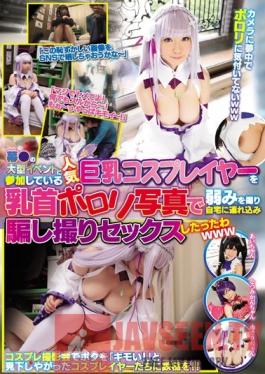 カメラに夢中で
ポロリに気付いてないwww
「この恥ずかしい画像を
SNSで晒しちゃおうかな〜」
幕●の
大型イベントに
参加している
人気
巨乳コスプレイヤーを
乳首ポロリ写真で
弱みを握り
自宅に連れ込み
騙し撮りセックス
したったわwww
コスプレ撮影会でボクを「キモい!」と
見下しやがったコスプレイヤーたちに